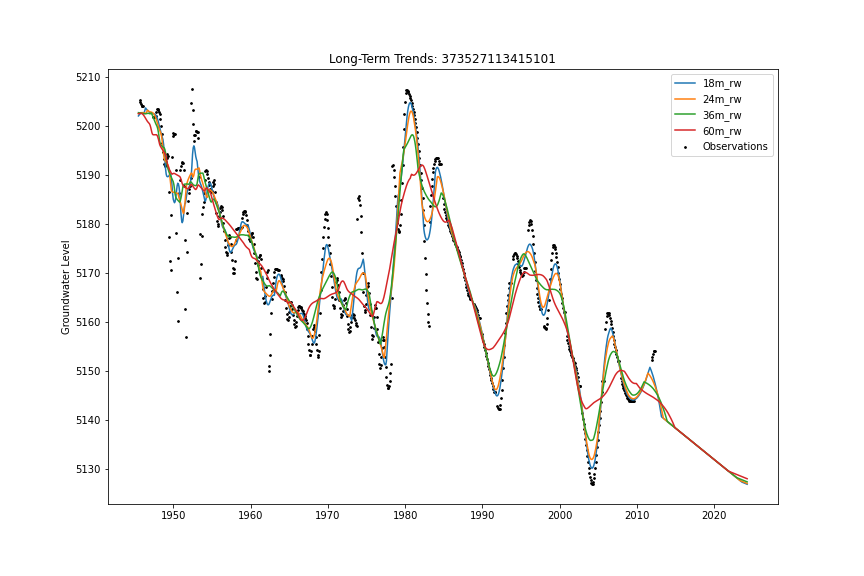 Long-Term Trends: 373527113415101
5210
5200
5190
5180
5170
5160
5150
5140
5130
Groundwater Level
18m_rw
24m_rw
36m_rw
60m_rw
Observations
1950 1960 1970 1980 1990 2000 2010 2020